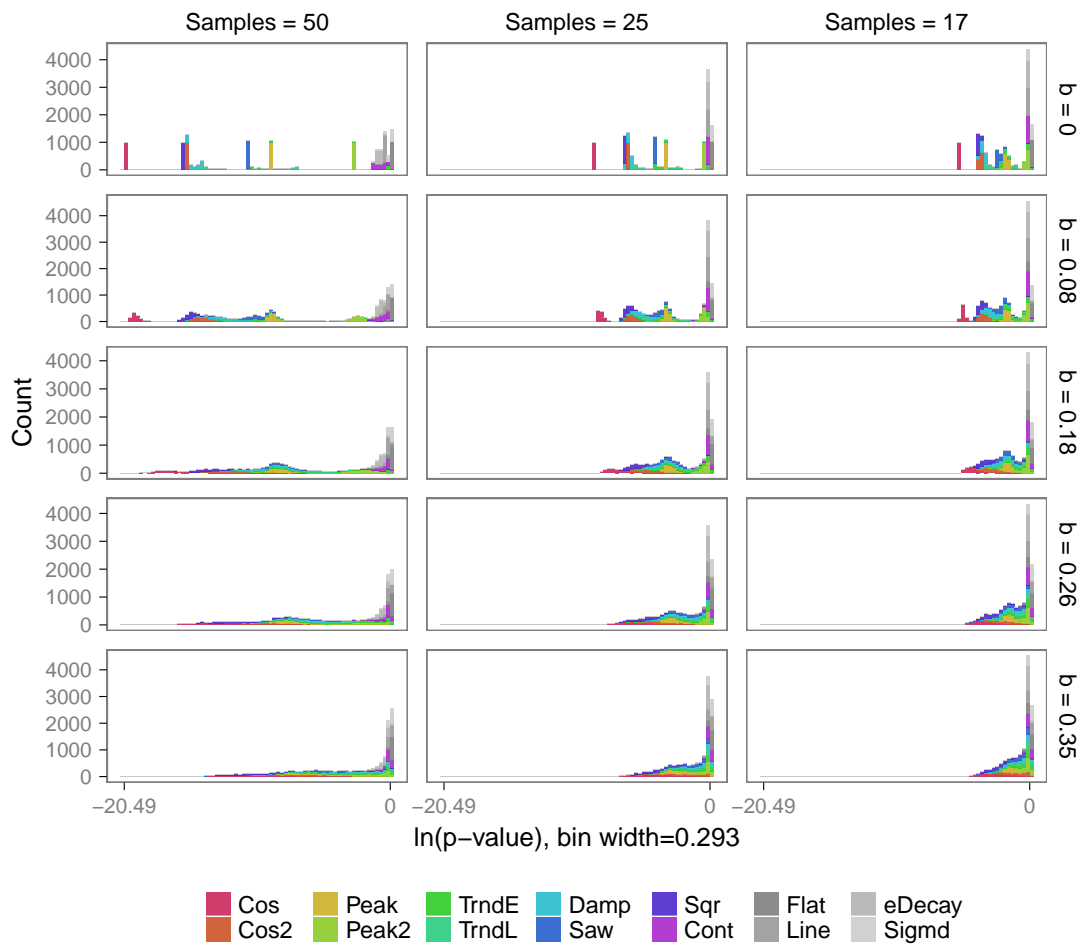 Samples = 50 Samples = 25 Samples = 17
4000
3000
2000
1000
0
b = 0
4000
3000
2000
1000
0
b = 0.08
Count
4000
3000
2000
1000
0
b = 0.18
4000
3000
2000
1000
0
b = 0.26
4000
3000
2000
1000
0
b = 0.35
−20.49 0 −20.49 0 −20.49 0
ln(p−value), bin width=0.293
Cos Peak TrndE Damp Sqr Flat eDecay
Cos2 Peak2 TrndL Saw Cont Line Sigmd